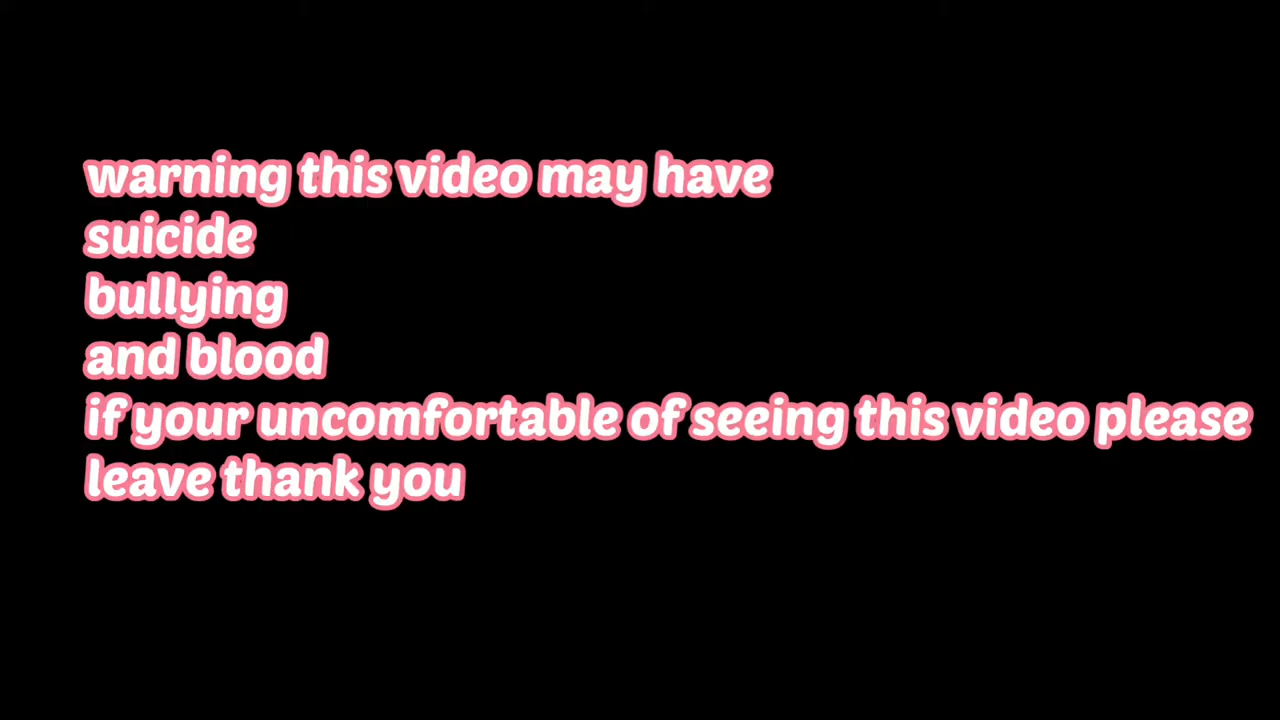 warning this video may have
suicide
bullying
and blood
if your uncomfortable of seeing this video please
leave thank you